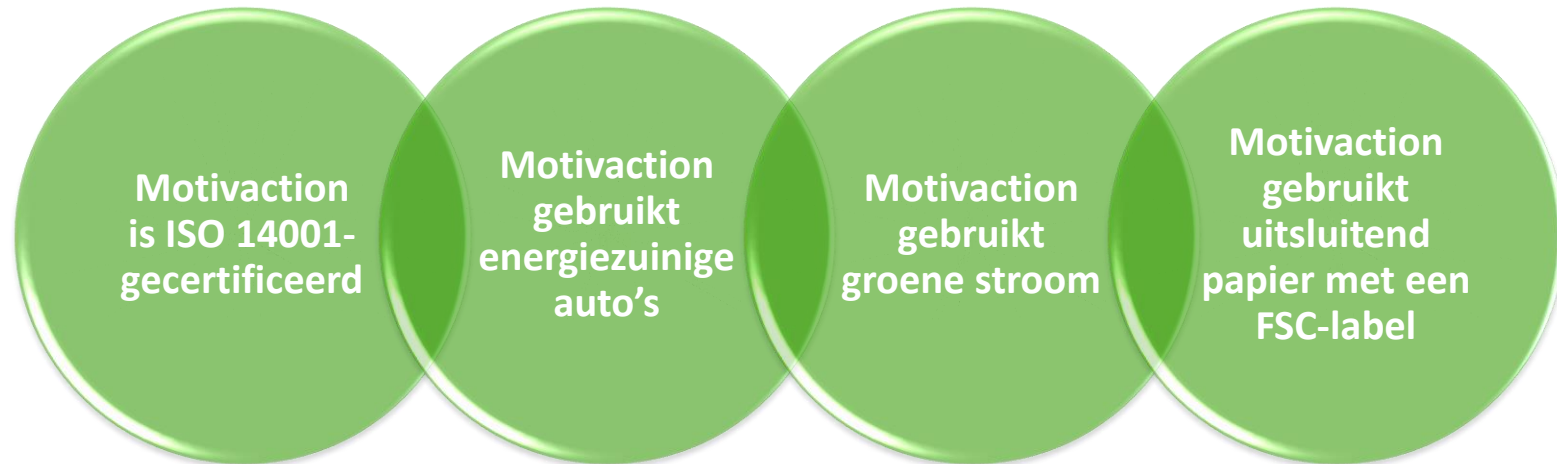 Motivaction
is ISO 14001-
gecertificeerd
Motivaction
gebruikt
energiezuinige
auto’s
Motivaction
gebruikt
groene stroom
Motivaction
gebruikt
uitsluitend
papier met een
FSC-label